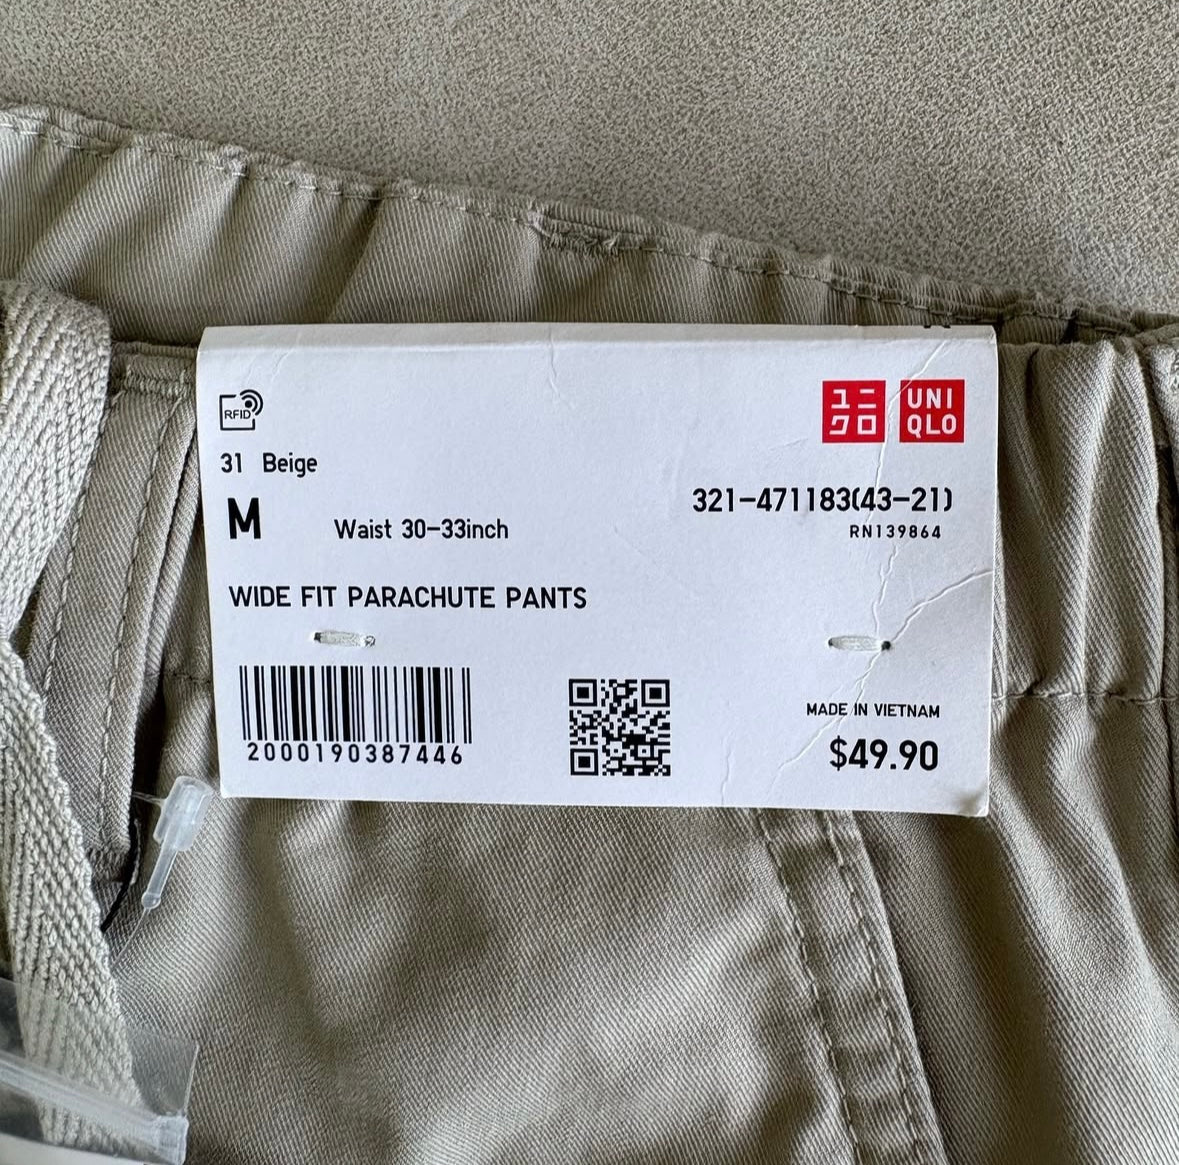 RFID
ユニ
クロ
UNI
QLO
31 Beige
M
Waist 30-33inch
321-471183(43-21)
RN139864
WIDE FIT PARACHUTE PANTS
2000190387446
MADE IN VIETNAM
$49.90